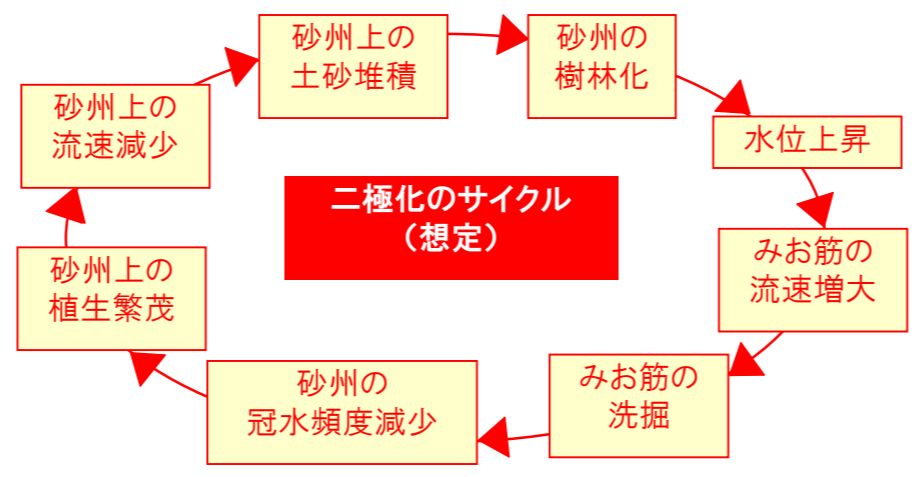 砂州上の
土砂堆積
砂州の
樹林化
水位上昇
みお筋の
流速増大
みお筋の
洗掘
砂州の
冠水頻度減少
砂州上の
植生繁茂
砂州上の
流速減少
二極化のサイクル
（想定）